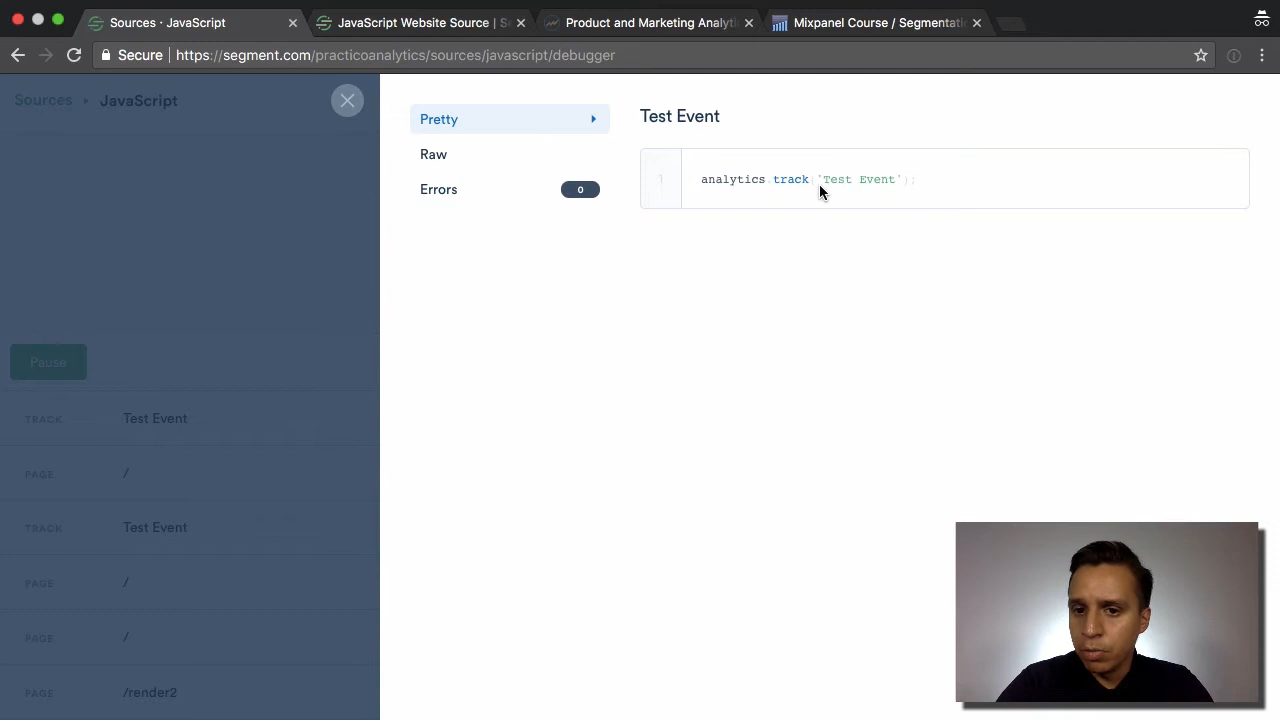 Sources · JavaScript
JavaScript Website Source | S
Product and Marketing Analyti
Mixpanel Course / Segmentati
Secure
https://segment.com/practicoanalytics/sources/javascript/debugger
Sources JavaScript
Pretty
Raw
Errors 0
Test Event
1 analytics.track('Test Event');
Pause
TRACK Test Event
PAGE /
TRACK Test Event
PAGE /
PAGE /
PAGE /render2